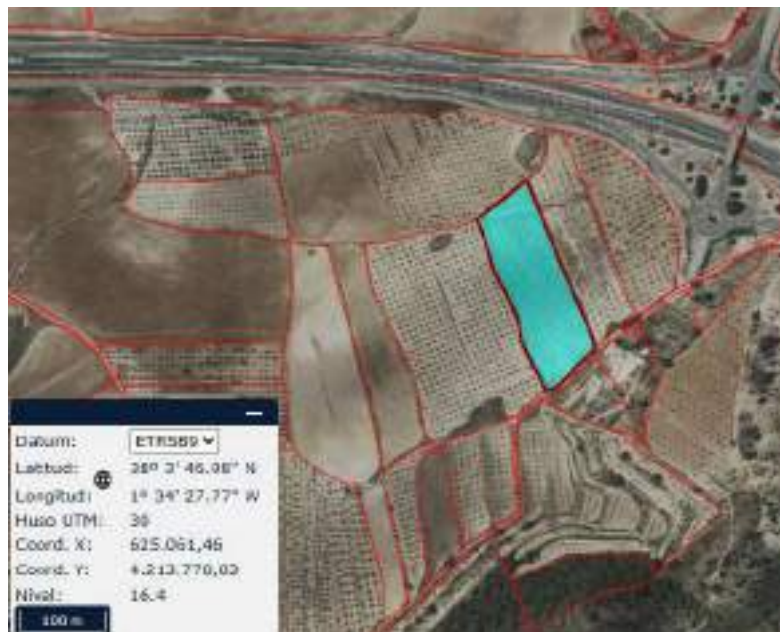 Datum: ETRS89
Latitud: 38º 3' 46.98" N
Longitud: 1º 34' 27.77" W
Huso UTM: 30
Coord. X: 625.061,46
Coord. Y: 4.213.770,03
Nivel: 16.4
100 m